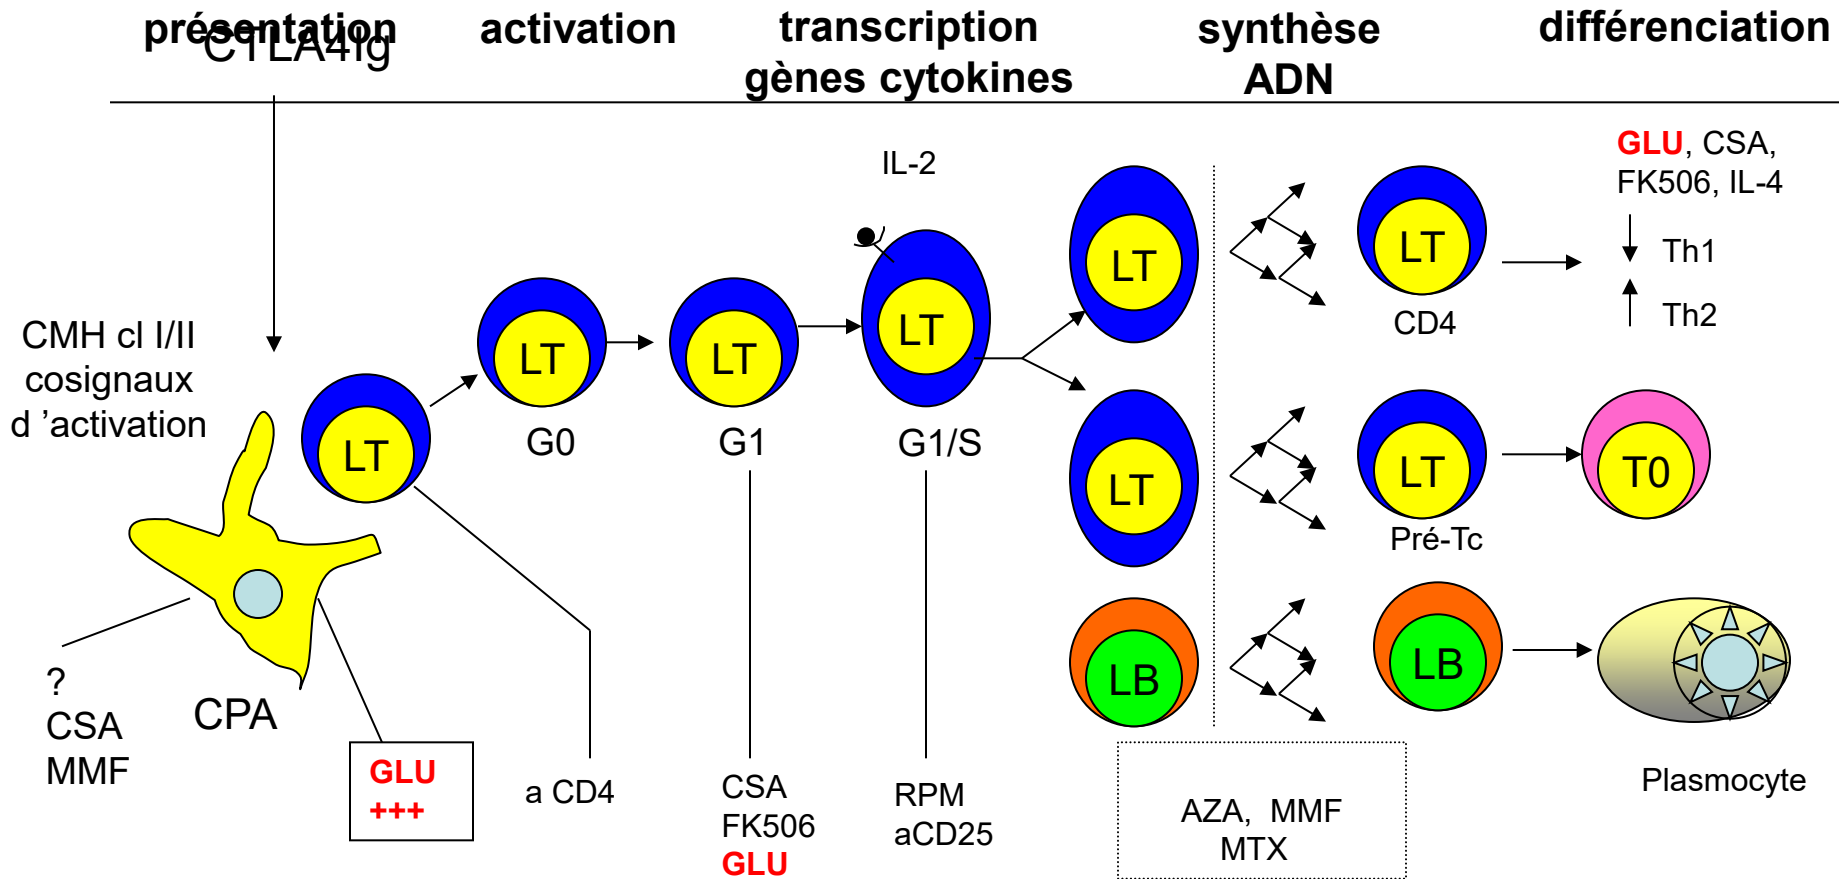 présentation
CTLA4Ig
activation
transcription
gènes cytokines
synthèse
ADN
différenciation
CMH cl I/II
cosignaux
d ’activation
LT
CPA
?
CSA
MMF
GLU
+++
LT
G0
a CD4
LT
G1
CSA
FK506
GLU
IL-2
LT
G1/S
RPM
aCD25
LT
LT
LB
AZA, MMF
MTX
LT
CD4
LT
Pré-Tc
LB
GLU, CSA,
FK506, IL-4
Th1
Th2
T0
Plasmocyte